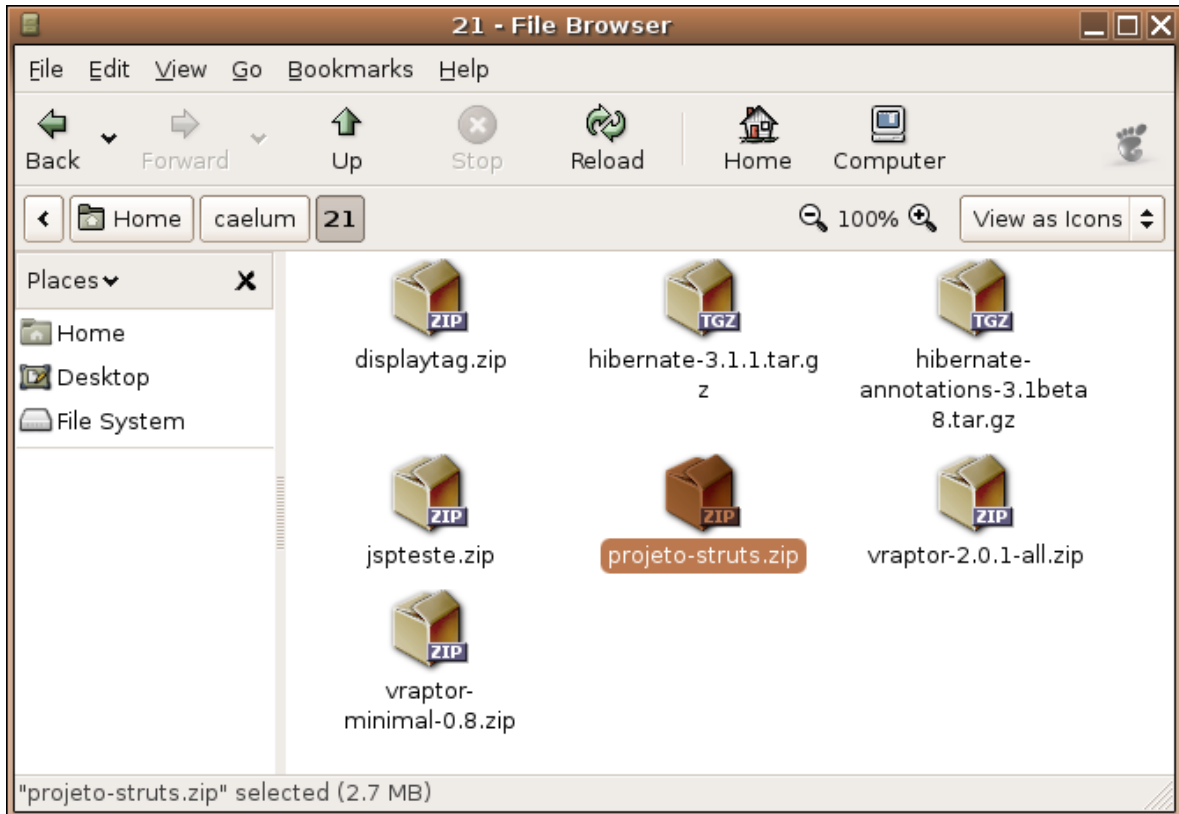 21 - File Browser
File Edit View Go Bookmarks Help
Back Forward Up Stop Reload Home Computer
Home caelum 21 100% View as Icons
Places
Home
Desktop
File System
ZIP TGZ TGZ
displaytag.zip hibernate-3.1.1.tar.g hibernate-
z annotations-3.1beta
8.tar.gz
ZIP ZIP ZIP
jspteste.zip projeto-struts.zip vraptor-2.0.1-all.zip
ZIP
vraptor-
minimal-0.8.zip
"projeto-struts.zip" selected (2.7 MB)